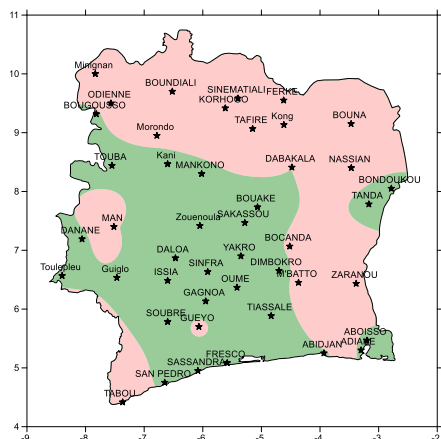 11
10
9
8
7
6
5
4
-9 -8 -7 -6 -5 -4 -3 -2
Minignan
BOUNDIALI
SINEMATIALI FERKE
ODIENNE
KORHOGO
BOUGOUSSO
TAFIRE Kong
BOUNA
Morondo
TOUBA
Kani
MANKONO
DABAKALA
NASSIAN
BONDOUKOU
TANDA
BOUAKE
MAN
Zouenoula
SAKASSOU
DANANE
BOCANDA
DALOA
YAKRO
Toulepleu
Guiglo
ISSIA
SINFRA
DIMBOKRO
OUME
M'BATTO
ZARANOU
GAGNOA
TIASSALE
SOUBRE
GUEYO
ABOISSO
ADIAKE
ABIDJAN
FRESCO
SASSANDRA
SAN PEDRO
TABOU